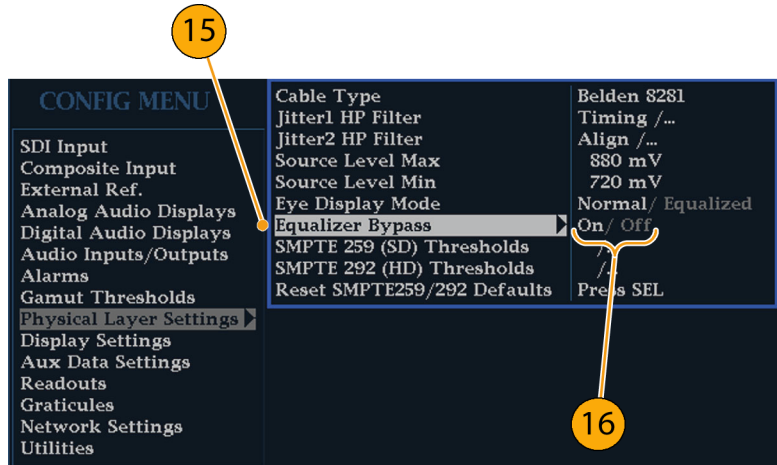 15
CONFIG MENU
SDI Input
Composite Input
External Ref.
Analog Audio Displays
Digital Audio Displays
Audio Inputs/Outputs
Alarms
Gamut Thresholds
Physical Layer Settings
Display Settings
Aux Data Settings
Readouts
Graticules
Network Settings
Utilities
Cable Type Belden 8281
Jitter1 HP Filter Timing /...
Jitter2 HP Filter Align /...
Source Level Max 880 mV
Source Level Min 720 mV
Eye Display Mode Normal/ Equalized
Equalizer Bypass On/ Off
SMPTE 259 (SD) Thresholds /...
SMPTE 292 (HD) Thresholds /...
Reset SMPTE259/292 Defaults Press SEL
16